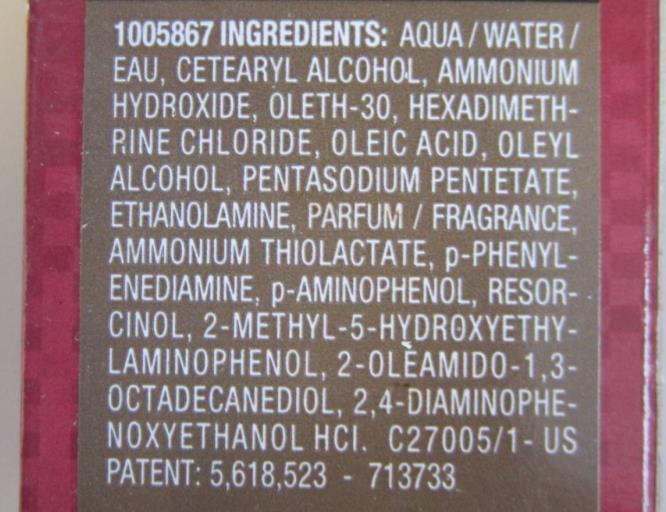 1005867 INGREDIENTS: AQUA / WATER /
EAU, CETEARYL ALCOHOL, AMMONIUM
HYDROXIDE, OLETH-30, HEXADIMETH-
RINE CHLORIDE, OLEIC ACID, OLEYL
ALCOHOL, PENTASODIUM PENTETATE,
ETHANOLAMINE, PARFUM / FRAGRANCE,
AMMONIUM THIOLACTATE, p-PHENYL-
ENEDIAMINE, p-AMINOPHENOL, RESOR-
CINOL, 2-METHYL-5-HYDROXYETHY-
LAMINOPHENOL, 2-OLEAMIDO-1,3-
OCTADECANEDIOL, 2,4-DIAMINOPHE-
NOXYETHANOL HCl. C27005/1- US
PATENT: 5,618,523 - 713733